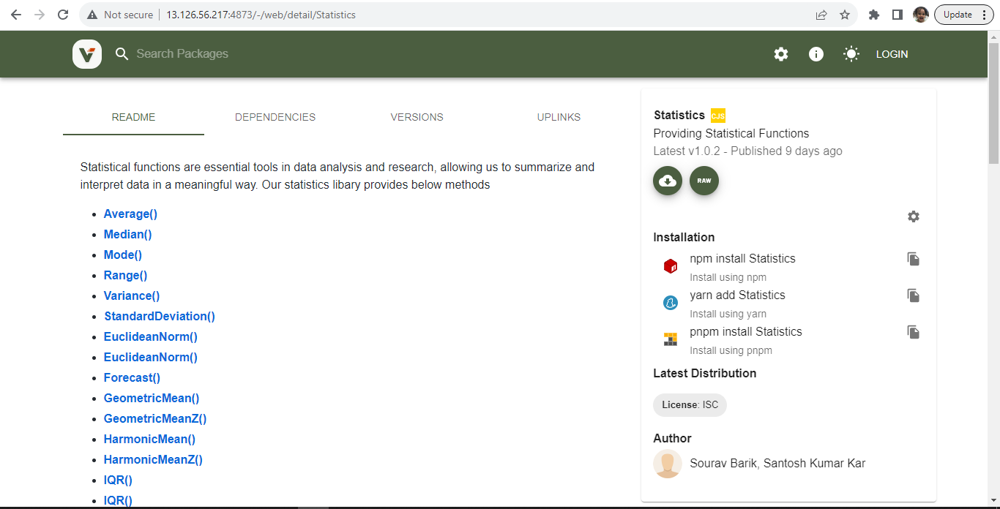 Not secure
13.126.56.217:4873/-/web/detail/Statistics
Update
Search Packages
LOGIN
README
DEPENDENCIES
VERSIONS
UPLINKS
Statistical functions are essential tools in data analysis and research, allowing us to summarize and
interpret data in a meaningful way. Our statistics libary provides below methods
Average()
Median()
Mode()
Range()
Variance()
StandardDeviation()
EuclideanNorm()
EuclideanNorm()
Forecast()
GeometricMean()
GeometricMeanZ()
HarmonicMean()
HarmonicMeanZ()
IQR()
IQR()
Statistics CJS
Providing Statistical Functions
Latest v1.0.2 - Published 9 days ago
RAW
Installation
npm install Statistics
Install using npm
yarn add Statistics
Install using yarn
pnpm install Statistics
Install using pnpm
Latest Distribution
License: ISC
Author
Sourav Barik, Santosh Kumar Kar